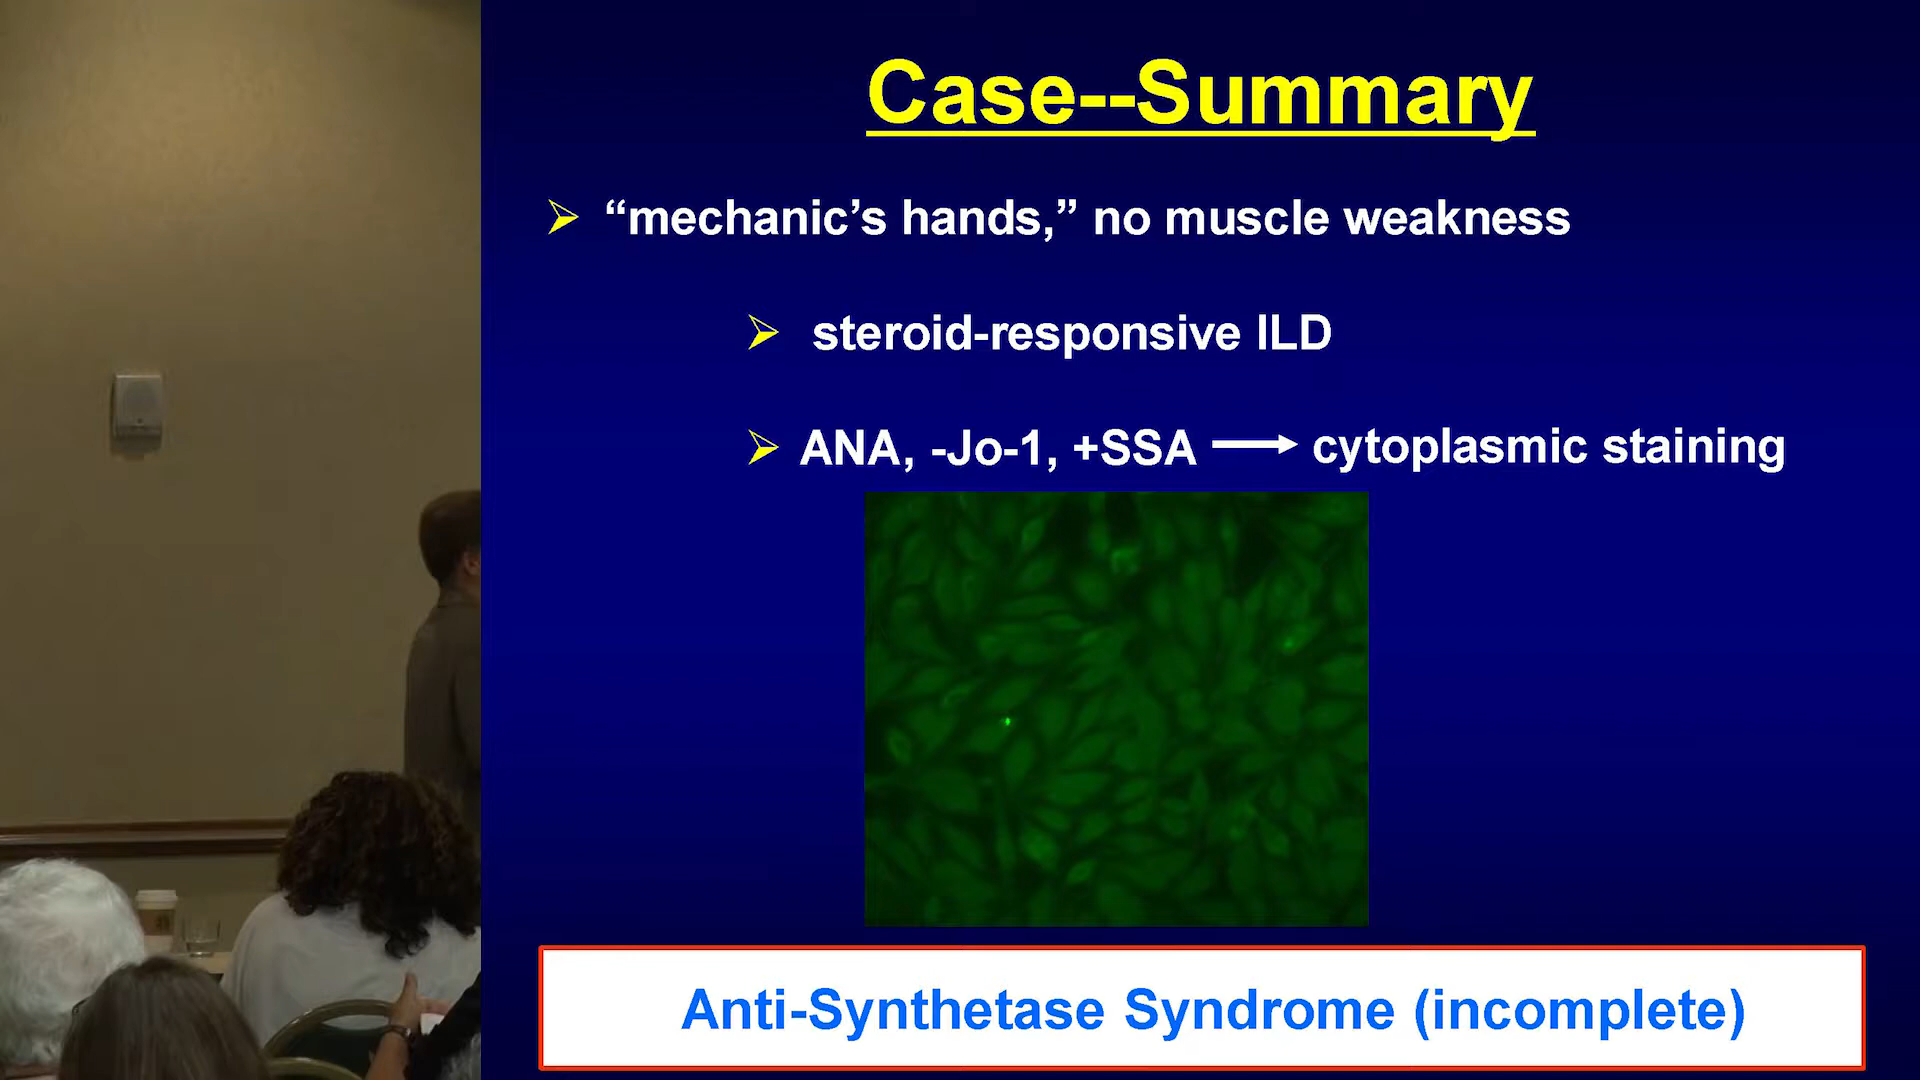 Case--Summary
“mechanic’s hands,” no muscle weakness
steroid-responsive ILD
ANA, -Jo-1, +SSA → cytoplasmic staining
Anti-Synthetase Syndrome (incomplete)